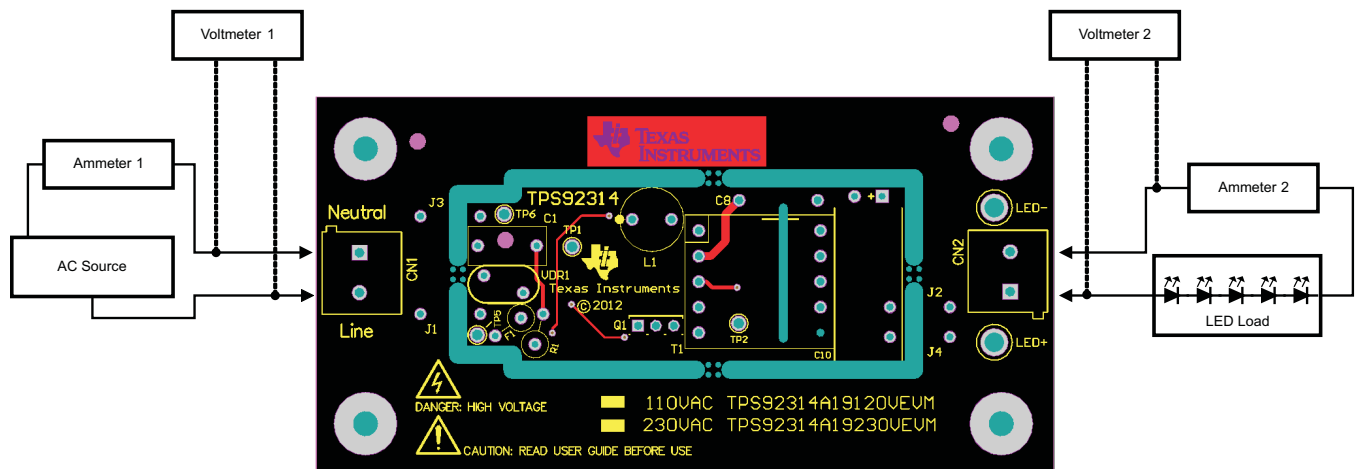 Voltmeter 1
Voltmeter 2
Ammeter 1
AC Source
Ammeter 2
LED Load
TEXAS
INSTRUMENTS
TPS92314
J3
Neutral
CN1
Line
J1
TP6
C1
TP1
L1
C8
+
VDR1
Texas Instruments
©2012
TP5
F1
R1
Q1
T1
TP2
C10
LED-
CN2
J2
J4
LED+
DANGER: HIGH VOLTAGE
CAUTION: READ USER GUIDE BEFORE USE
110VAC TPS92314A19120VEVM
230VAC TPS92314A19230VEVM